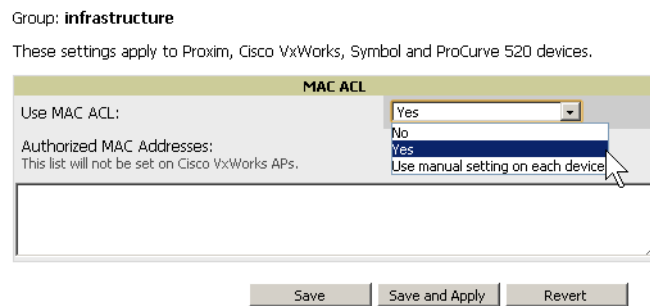 Group: infrastructure
These settings apply to Proxim, Cisco VxWorks, Symbol and ProCurve 520 devices.
MAC ACL
Use MAC ACL:
Yes
No
Yes
Use manual setting on each device
Authorized MAC Addresses:
This list will not be set on Cisco VxWorks APs.
Save
Save and Apply
Revert